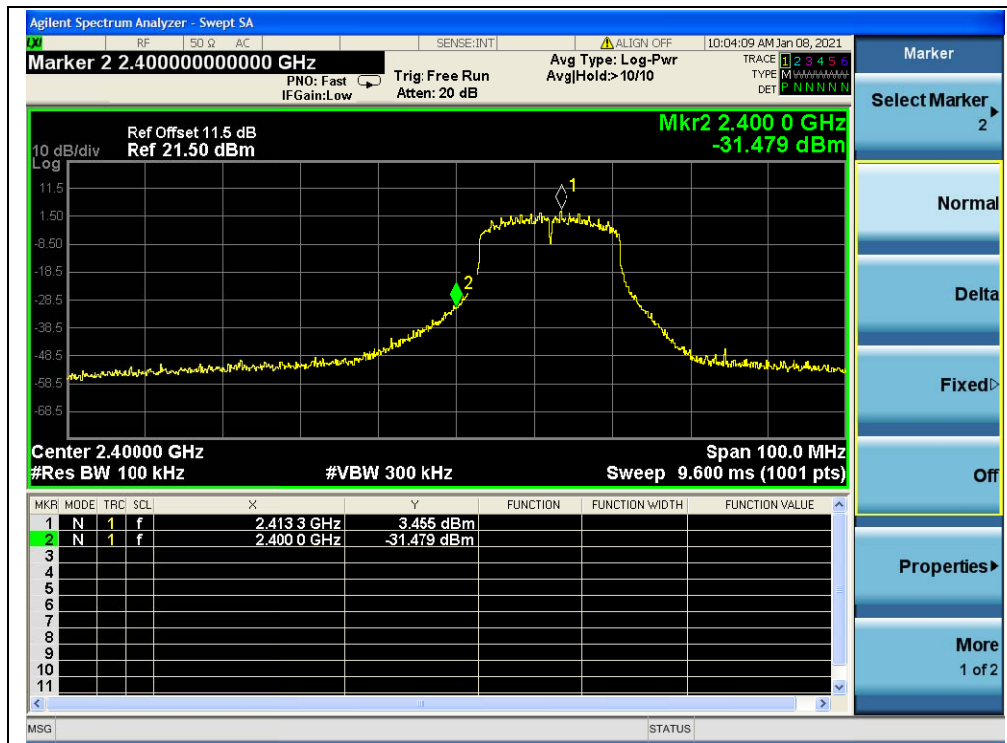 Agilent Spectrum Analyzer - Swept SA
LXI RF 50 Ω AC SENSE:INT ALIGN OFF 10:04:09 AM Jan 08, 2021
Marker 2 2.400000000000 GHz
PNO: Fast
IFGain:Low
Trig: Free Run
Atten: 20 dB
Avg Type: Log-Pwr
Avg|Hold:>10/10
TRACE 1 2 3 4 5 6
TYPE M W W W W W
DET P N N N N N
Ref Offset 11.5 dB
10 dB/div Ref 21.50 dBm
Log
Mkr2 2.400 0 GHz
-31.479 dBm
11.5
1.50
-8.50
-18.5
-28.5
-38.5
-48.5
-58.5
-68.5
1
2
Center 2.40000 GHz Span 100.0 MHz
#Res BW 100 kHz #VBW 300 kHz Sweep 9.600 ms (1001 pts)
MKR MODE TRC SCL X Y FUNCTION FUNCTION WIDTH FUNCTION VALUE
1 N 1 f 2.413 3 GHz 3.455 dBm
2 N 1 f 2.400 0 GHz -31.479 dBm
3
4
5
6
7
8
9
10
11
MSG STATUS
Marker
Select Marker
2
Normal
Delta
Fixed
Off
Properties
More
1 of 2